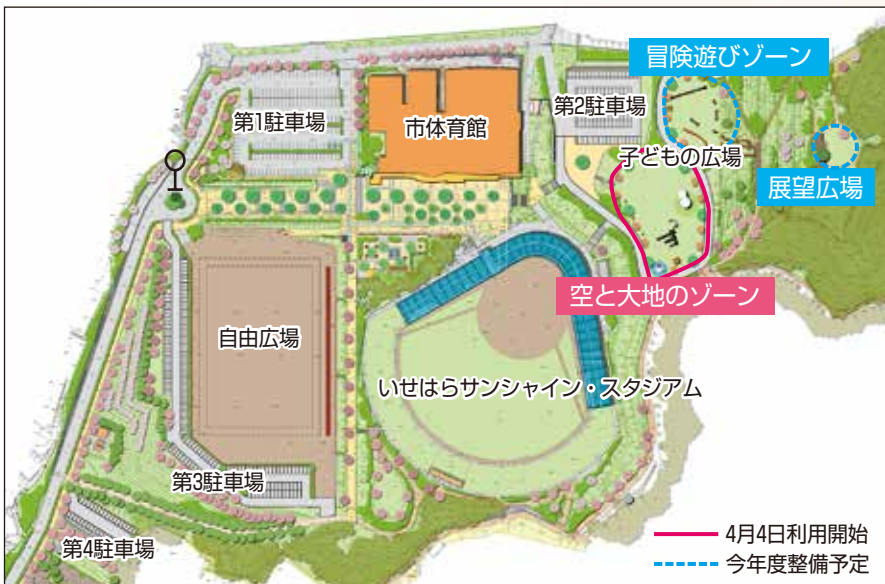 冒険遊びゾーン
第2駐車場
第1駐車場
市体育館
子どもの広場
展望広場
空と大地のゾーン
自由広場
いせはらサンシャイン・スタジアム
第3駐車場
第4駐車場
4月4日利用開始
今年度整備予定